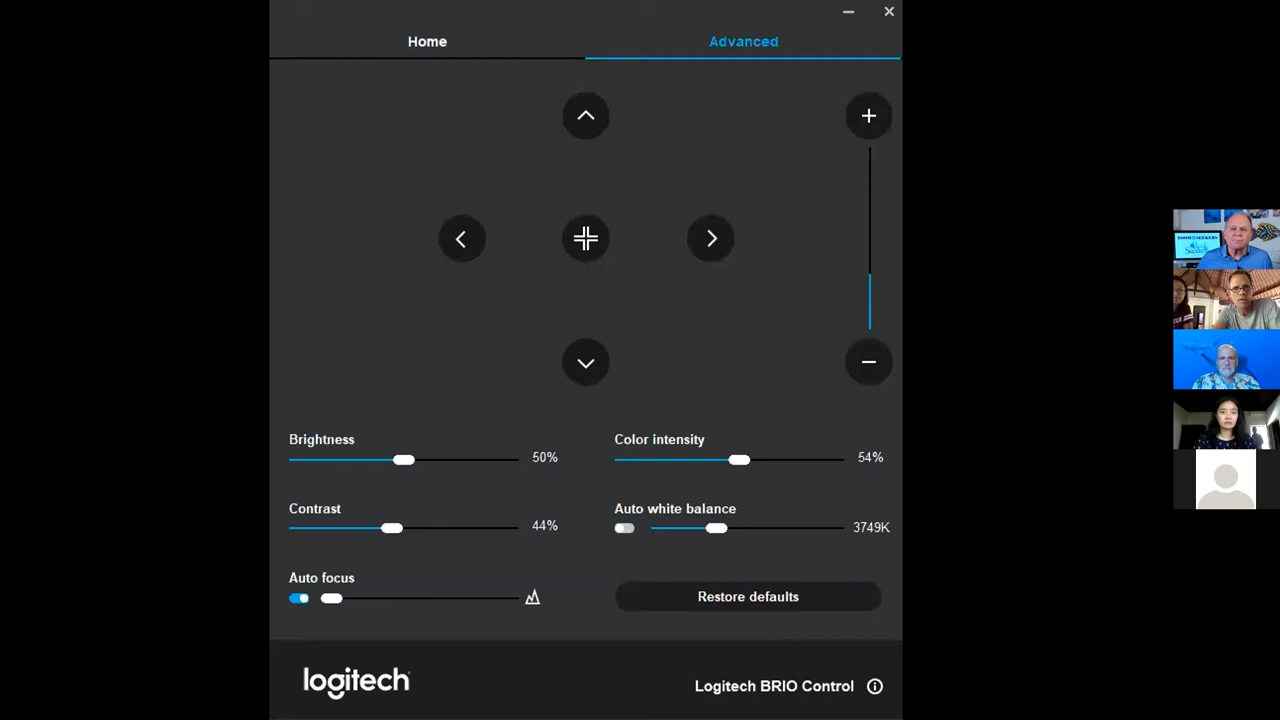 Home
Advanced
Brightness
50%
Color intensity
54%
Contrast
44%
Auto white balance
3749K
Auto focus
Restore defaults
logitech
Logitech BRIO Control